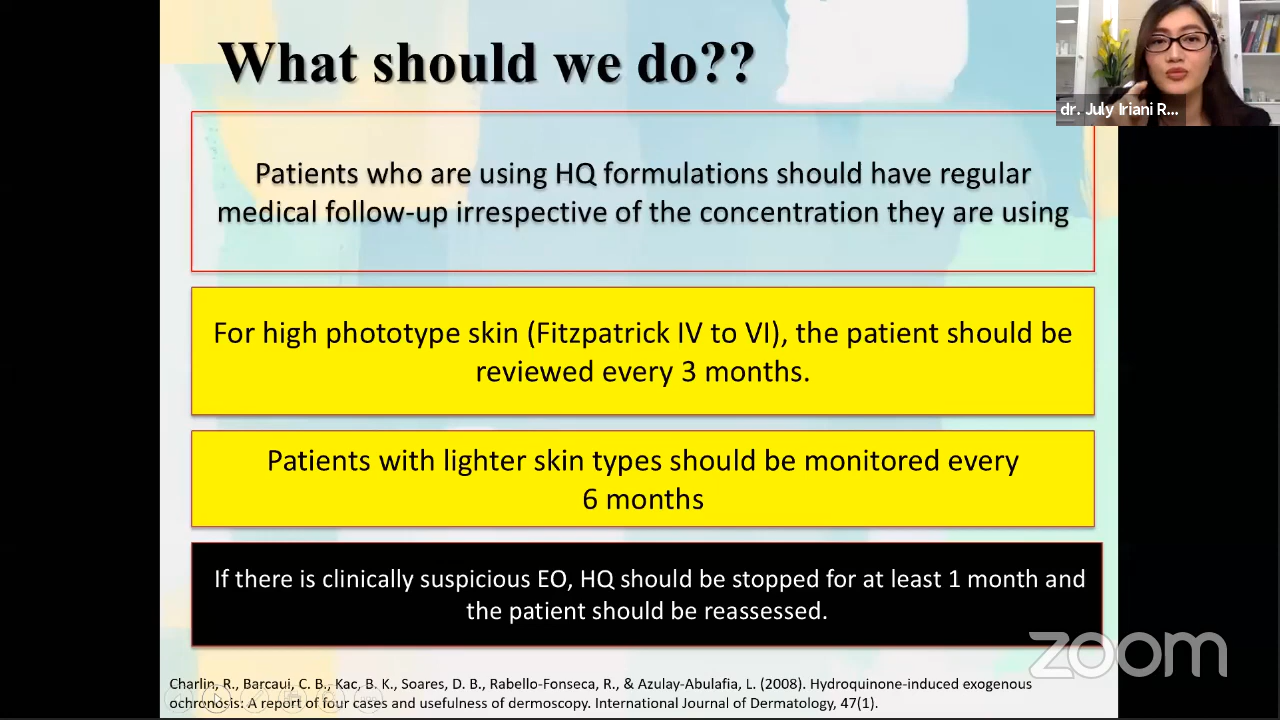 What should we do??
dr. July Iriani R...
Patients who are using HQ formulations should have regular
medical follow-up irrespective of the concentration they are using
For high phototype skin (Fitzpatrick IV to VI), the patient should be
reviewed every 3 months.
Patients with lighter skin types should be monitored every
6 months
If there is clinically suspicious EO, HQ should be stopped for at least 1 month and
the patient should be reassessed.
zoom
Charlin, R., Barcaui, C. B., Kac, B. K., Soares, D. B., Rabello-Fonseca, R., & Azulay-Abulafia, L. (2008). Hydroquinone-induced exogenous
ochronosis: A report of four cases and usefulness of dermoscopy. International Journal of Dermatology, 47(1).